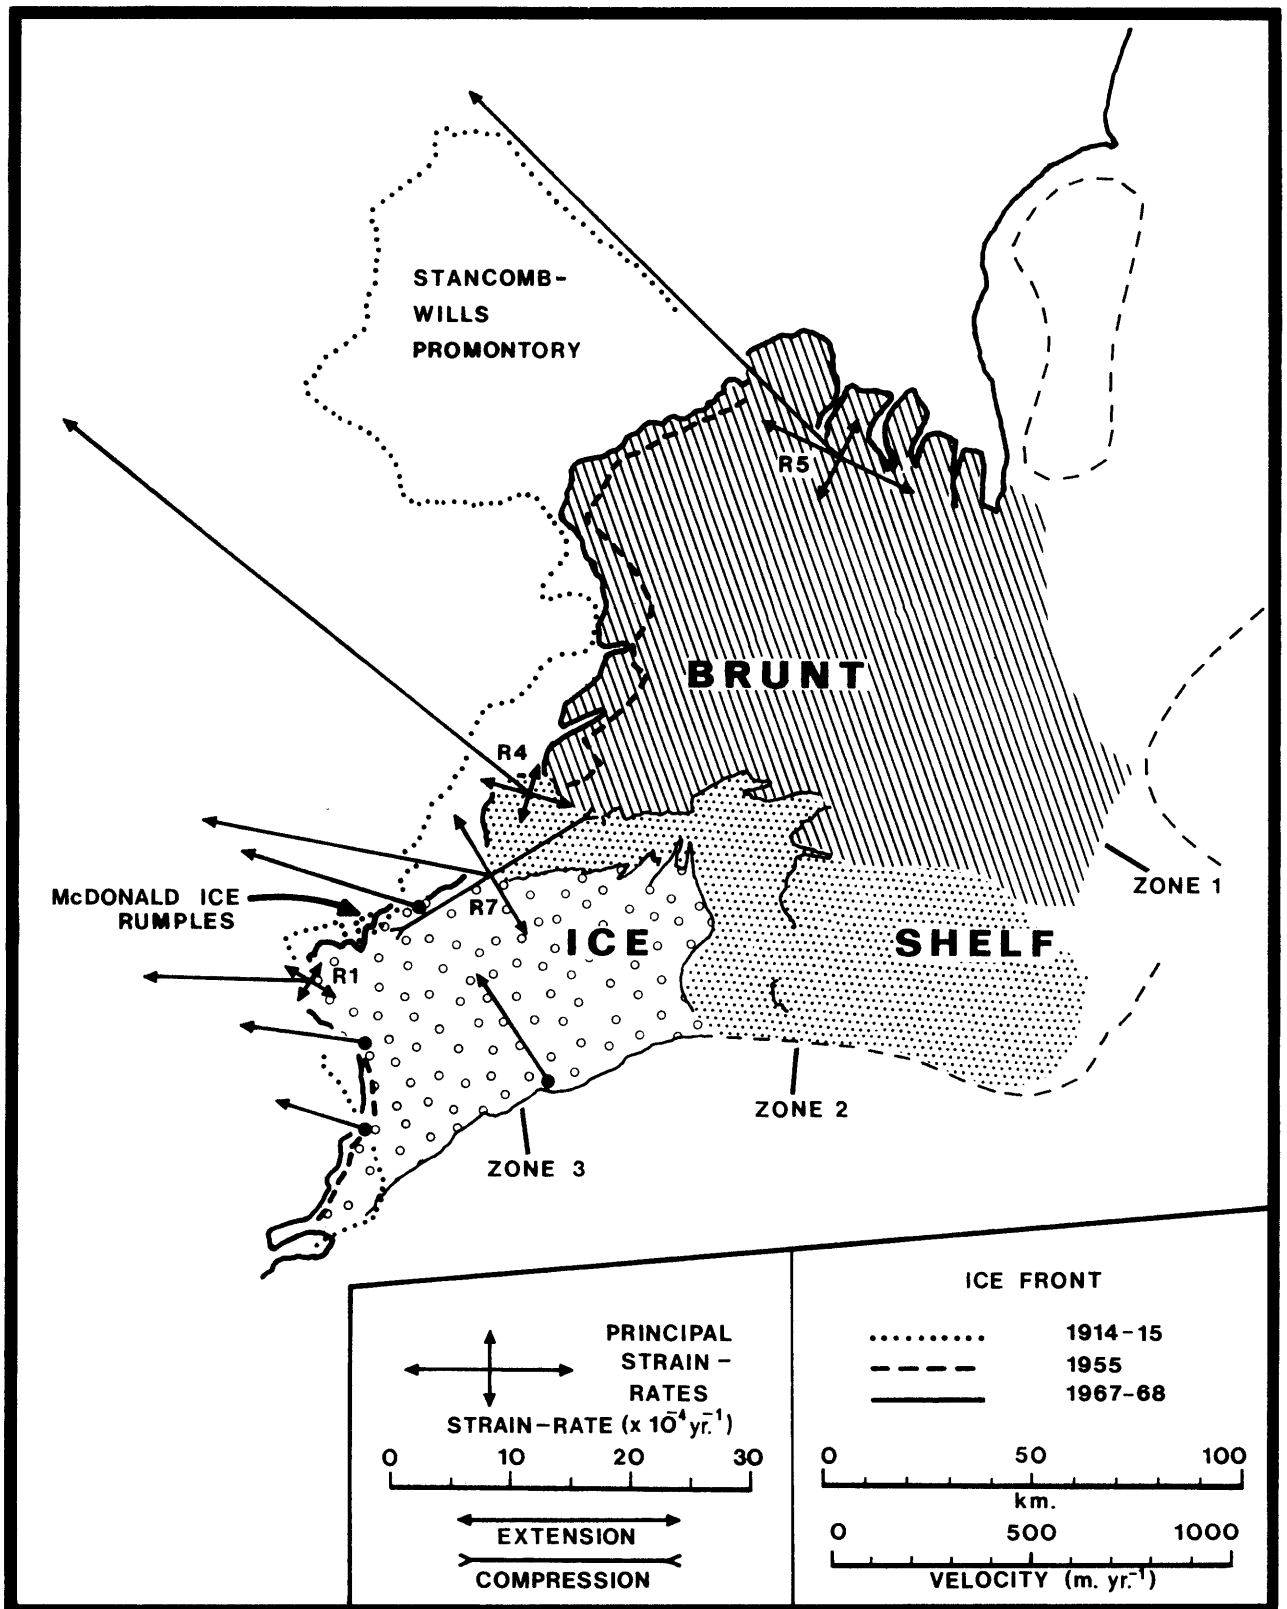 STANCOMB-
WILLS
PROMONTORY
R5
BRUNT
R4
McDONALD ICE
RUMPLES
R7
ICE
SHELF
ZONE 1
R1
ZONE 2
ZONE 3
PRINCIPAL
STRAIN-
RATES
STRAIN-RATE (x 10⁻⁴ yr.⁻¹)
0 10 20 30
EXTENSION
COMPRESSION
ICE FRONT
1914-15
1955
1967-68
0 50 100
km.
0 500 1000
VELOCITY (m. yr.⁻¹)